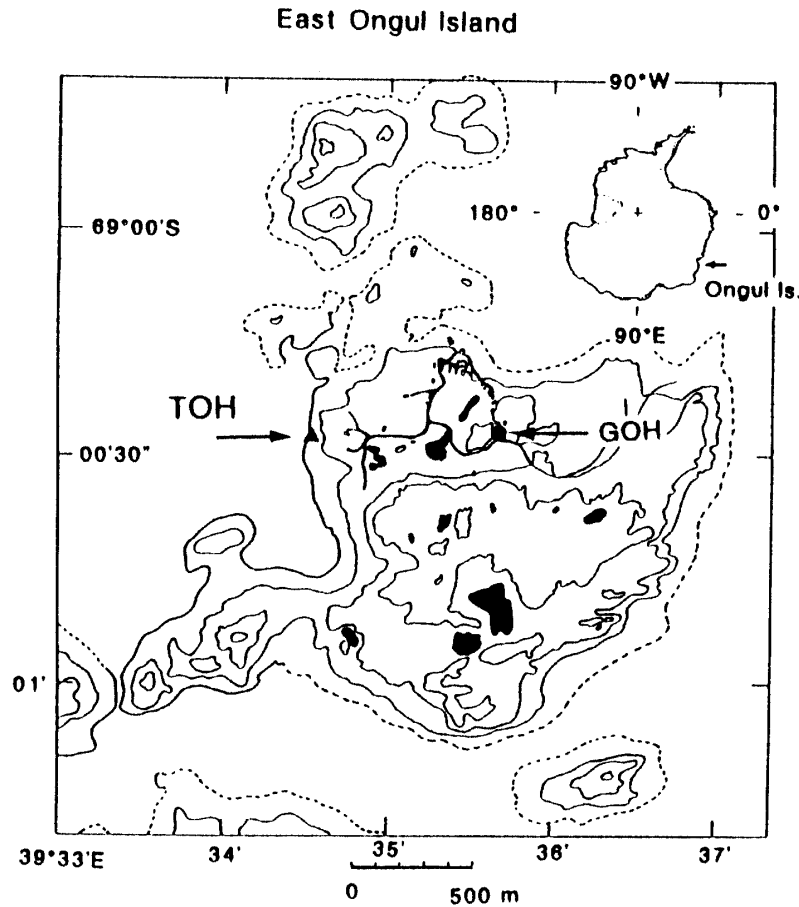 East Ongul Island
90°W
180°
0°
69°00'S
Ongul Is.
90°E
TOH
GOH
00'30"
01'
39°33'E
34'
35'
36'
37'
0
500 m